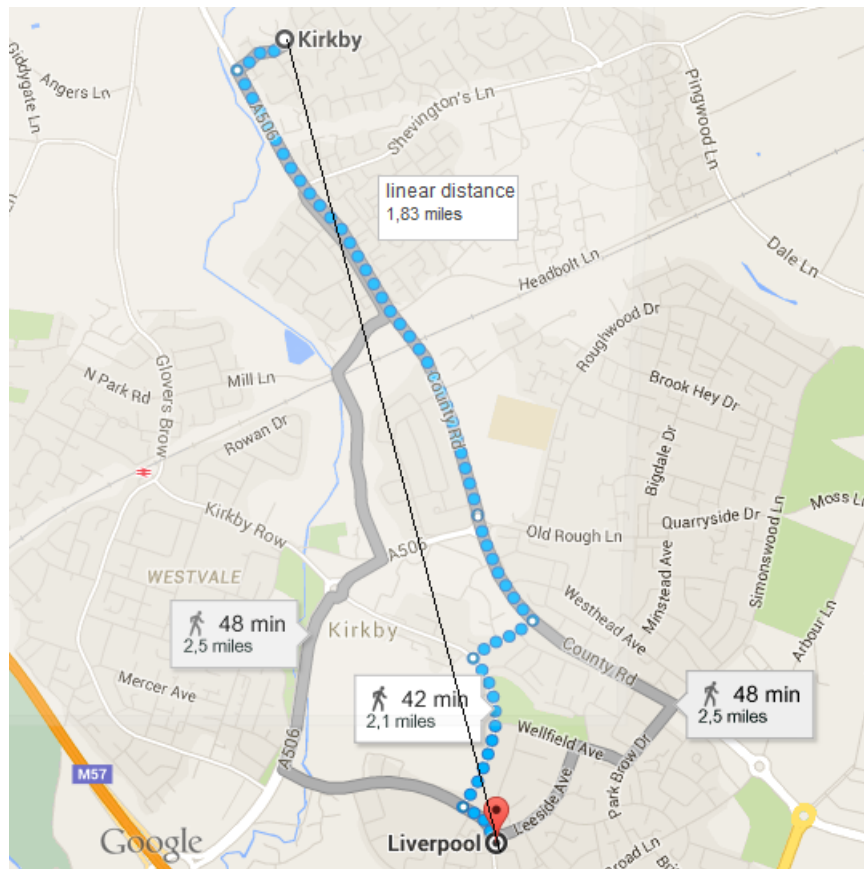 Kirkby
Giddygate Ln
Angers Ln
A506
Shevington's Ln
Pingwood Ln
linear distance
1,83 miles
Dale Ln
Headbolt Ln
Roughwood Dr
Glovers Brow
N Park Rd
Mill Ln
Rowan Dr
County Rd
Brook Hey Dr
Bigdale Dr
Kirkby Row
Quarryside Dr
Moss L
Simonswood Ln
Old Rough Ln
A506
WESTVALE
Minstead Ave
Westhead Ave
Arbour Ln
48 min
2,5 miles
Kirkby
County Rd
Mercer Ave
42 min
2,1 miles
48 min
2,5 miles
A506
Wellfield Ave
Park Brow Dr
M57
Leeside Ave
Google
Liverpool